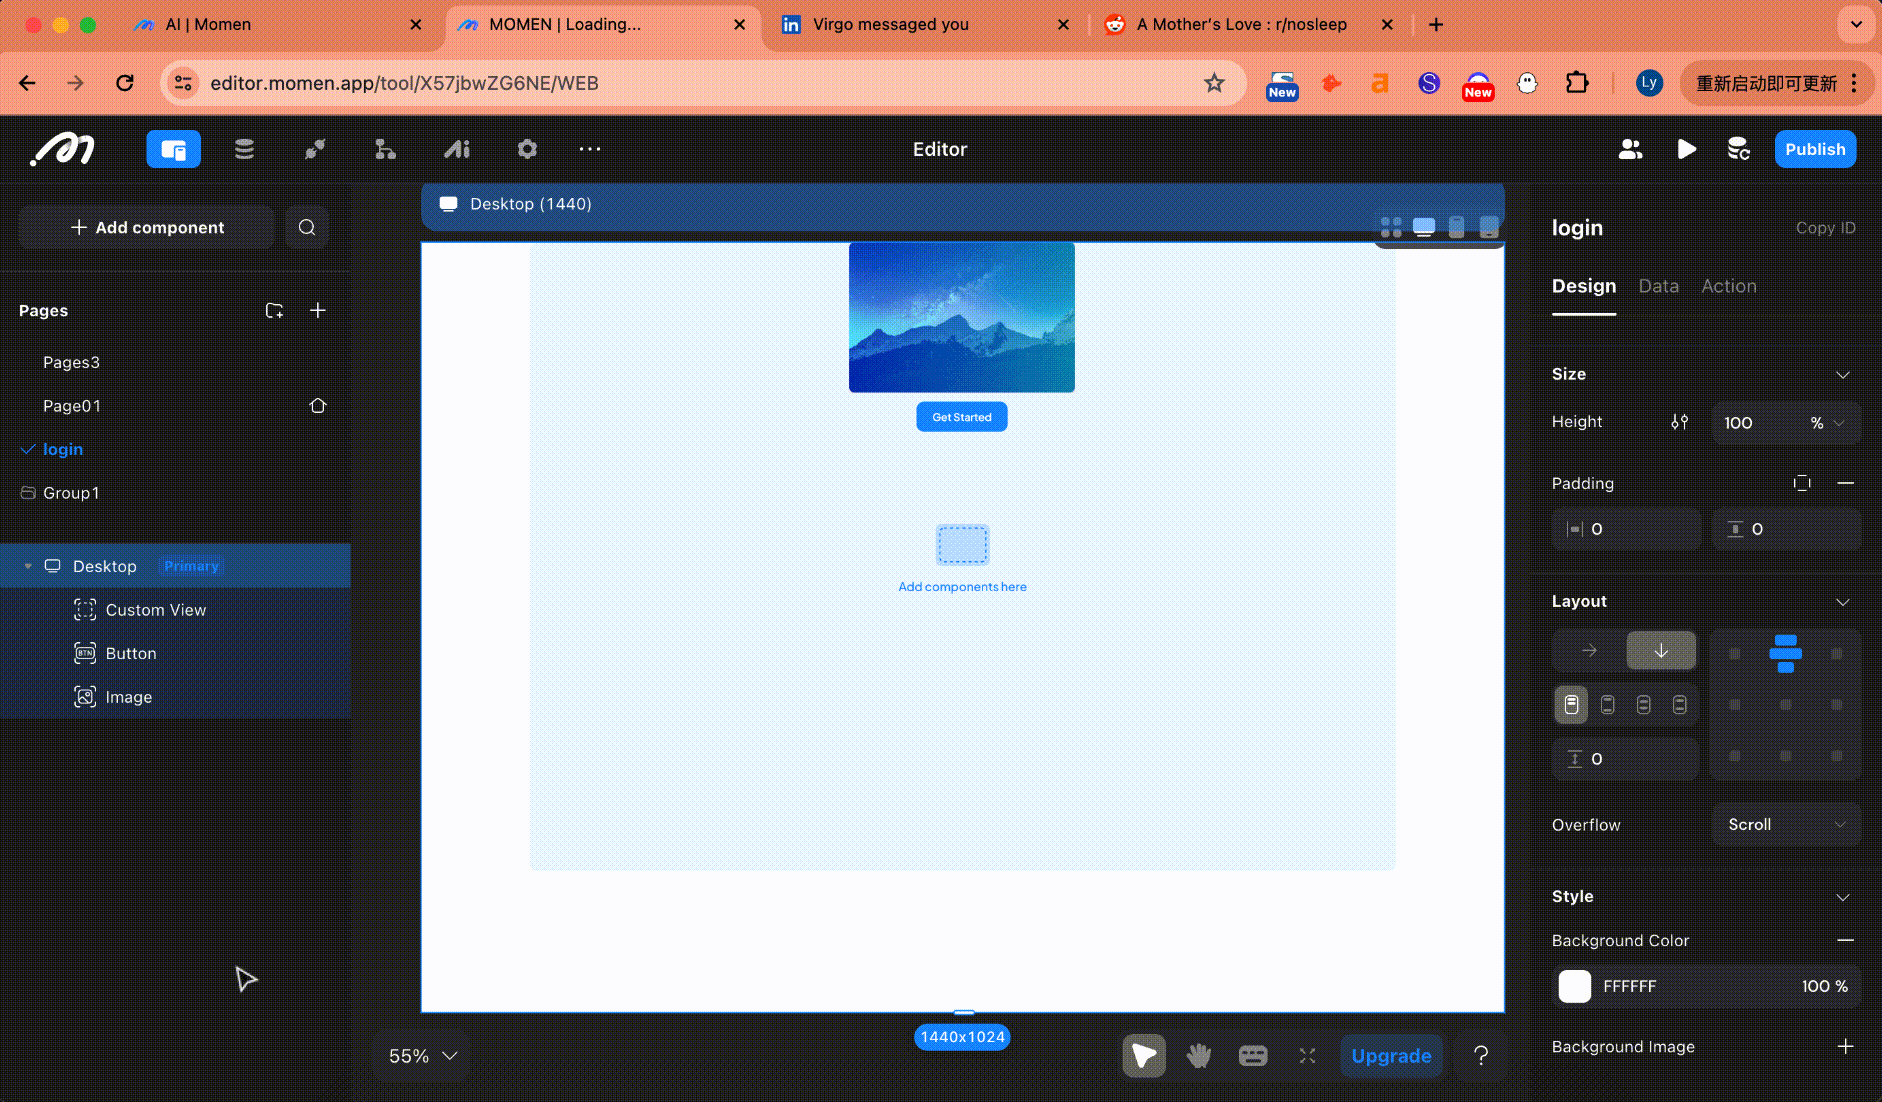 AI | Momen
MOMEN | Loading...
Virgo messaged you
A Mother's Love : r/nosleep
editor.momen.app/tool/X57jbwZG6NE/WEB
New
New
Ly
重新启动即可更新
Editor
Publish
Add component
Pages
Pages3
Page01
login
Group1
Desktop Primary
Custom View
BTN Button
Image
Desktop (1440)
Get Started
Add components here
1440x1024
55%
Upgrade
?
login
Copy ID
Design Data Action
Size
Height 100 %
Padding
0 0
Layout
0
Overflow Scroll
Style
Background Color
FFFFFF 100 %
Background Image